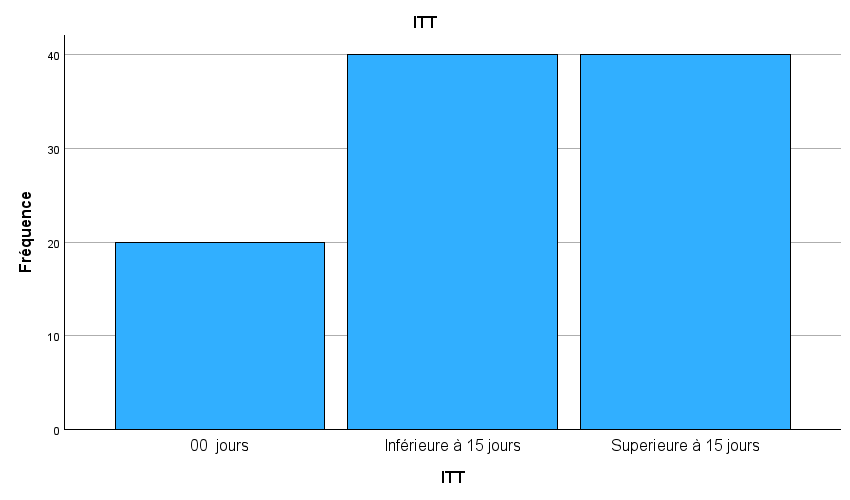 ITT
40
30
20
10
0
Fréquence
00 jours
Inférieure à 15 jours
Superieure à 15 jours
ITT